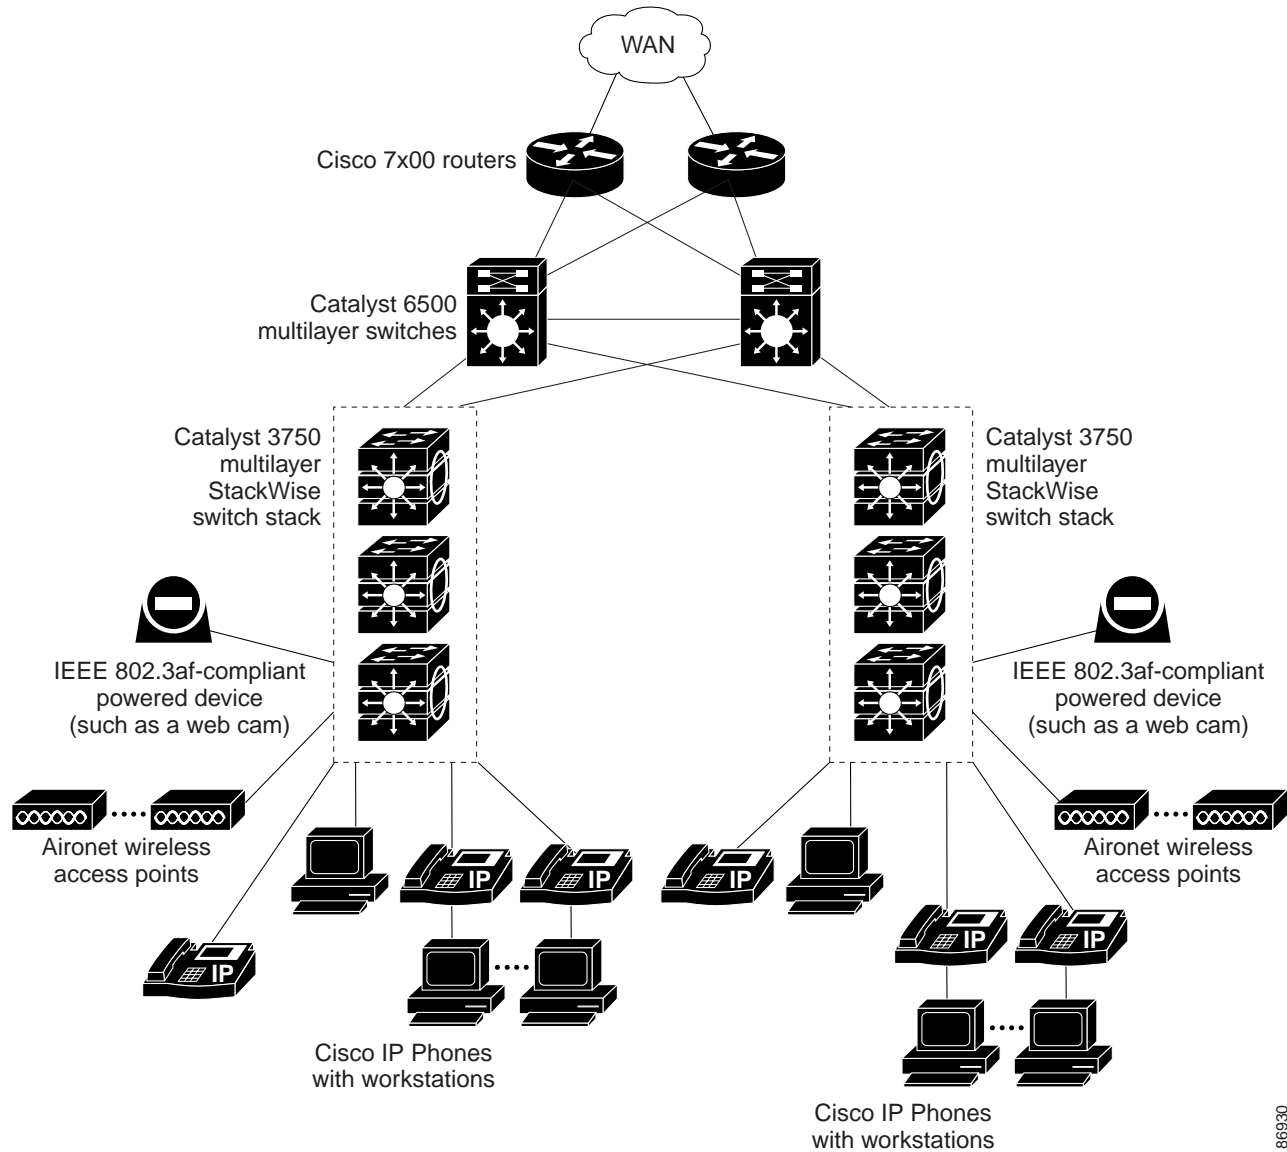 WAN
Cisco 7x00 routers
Catalyst 6500
multilayer switches
Catalyst 3750
multilayer
StackWise
switch stack
Catalyst 3750
multilayer
StackWise
switch stack
IEEE 802.3af-compliant
powered device
(such as a web cam)
IEEE 802.3af-compliant
powered device
(such as a web cam)
Aironet wireless
access points
Aironet wireless
access points
IP
IP
IP
IP
IP
IP
Cisco IP Phones
with workstations
Cisco IP Phones
with workstations
86930